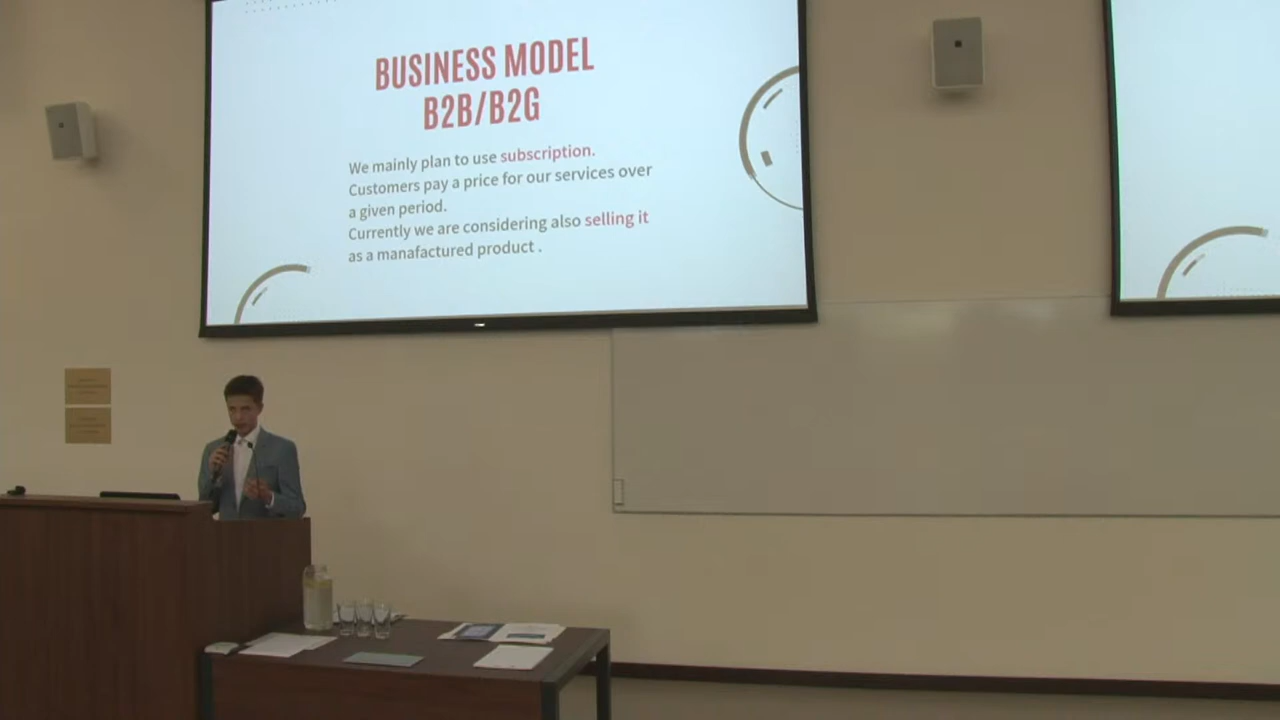 BUSINESS MODEL
B2B/B2G
We mainly plan to use subscription.
Customers pay a price for our services over
a given period.
Currently we are considering also selling it
as a manafactured product .